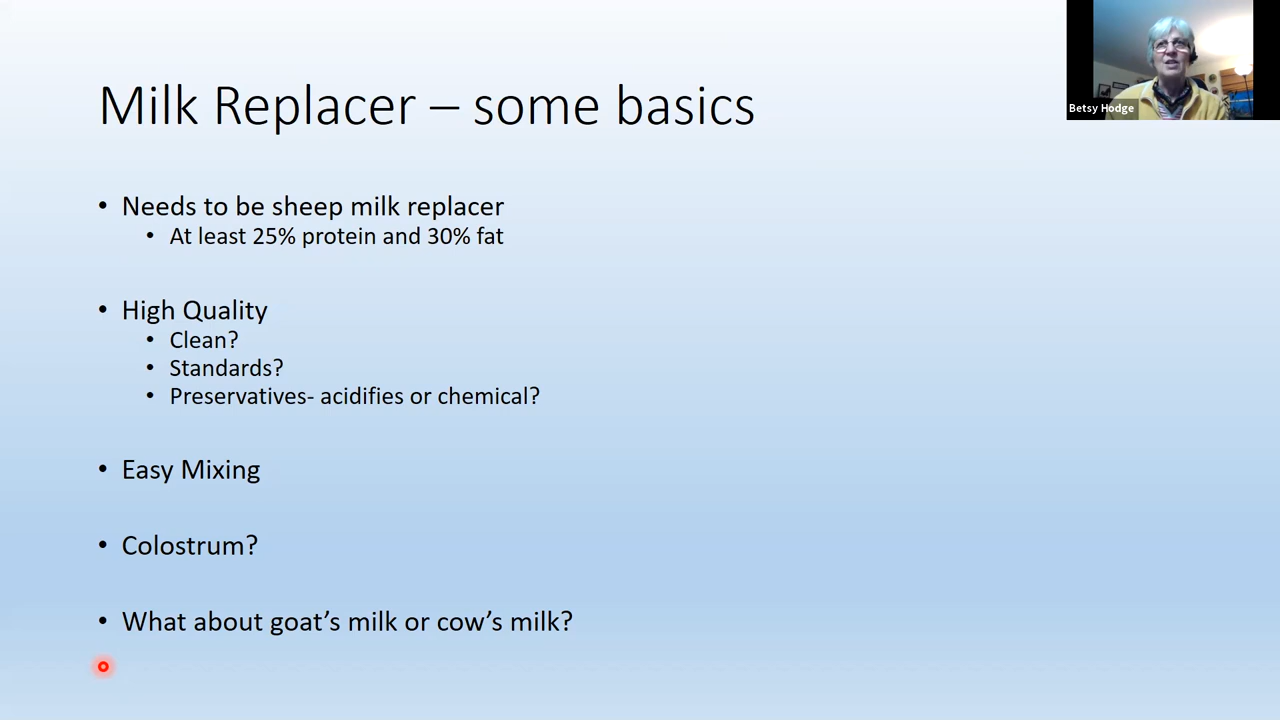 Milk Replacer – some basics
Betsy Hodge
• Needs to be sheep milk replacer
• At least 25% protein and 30% fat
• High Quality
• Clean?
• Standards?
• Preservatives- acidifies or chemical?
• Easy Mixing
• Colostrum?
• What about goat’s milk or cow’s milk?